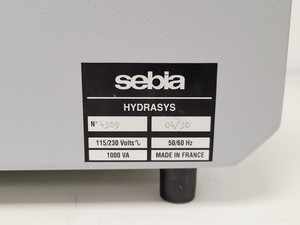 sebia
HYDRASYS
N° 4309 04/30
115/230 Volts~ 50/60 Hz
1000 VA MADE IN FRANCE